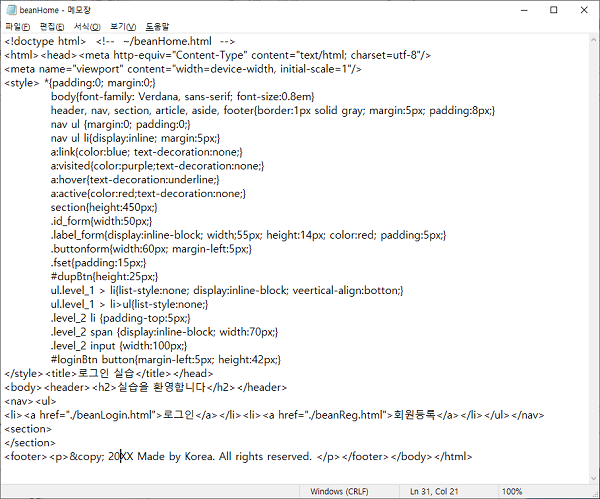 beanHome - 메모장
파일(F) 편집(E) 서식(O) 보기(V) 도움말
<!doctype html>  <!--  ~/beanHome.html  -->
<html><head><meta http-equiv="Content-Type" content="text/html; charset=utf-8"/>
<meta name="viewport" content="width=device-width, initial-scale=1"/>
<style> *{padding:0; margin:0;}
body{font-family: Verdana, sans-serif; font-size:0.8em}
header, nav, section, article, aside, footer{border:1px solid gray; margin:5px; padding:8px;}
nav ul {margin:0; padding:0;}
nav ul li{display:inline; margin:5px;}
a:link{color:blue; text-decoration:none;}
a:visited{color:purple;text-decoration:none;}
a:hover{text-decoration:underline;}
a:active{color:red;text-decoration:none;}
section{height:450px;}
.id_form{width:50px;}
.label_form{display:inline-block; width;55px; height:14px; color:red; padding:5px;}
.buttonform{width:60px; margin-left:5px;}
.fset{padding:15px;}
#dupBtn{height:25px;}
ul.level_1 > li{list-style:none; display:inline-block; veertical-align:botton;}
ul.level_1 > li>ul{list-style:none;}
.level_2 li {padding-top:5px;}
.level_2 span {display:inline-block; width:70px;}
.level_2 input {width:100px;}
#loginBtn button{margin-left:5px; height:42px;}
</style><title>로그인 실습</title></head>
<body><header><h2>실습을 환영합니다</h2></header>
<nav><ul>
<li><a href="./beanLogin.html">로그인</a></li><li><a href="./beanReg.html">회원등록</a></li></ul></nav>
<section>
</section>
<footer><p>&copy; 20XX Made by Korea. All rights reserved. </p></footer></body></html>
Windows (CRLF) Ln 31, Col 21 100%